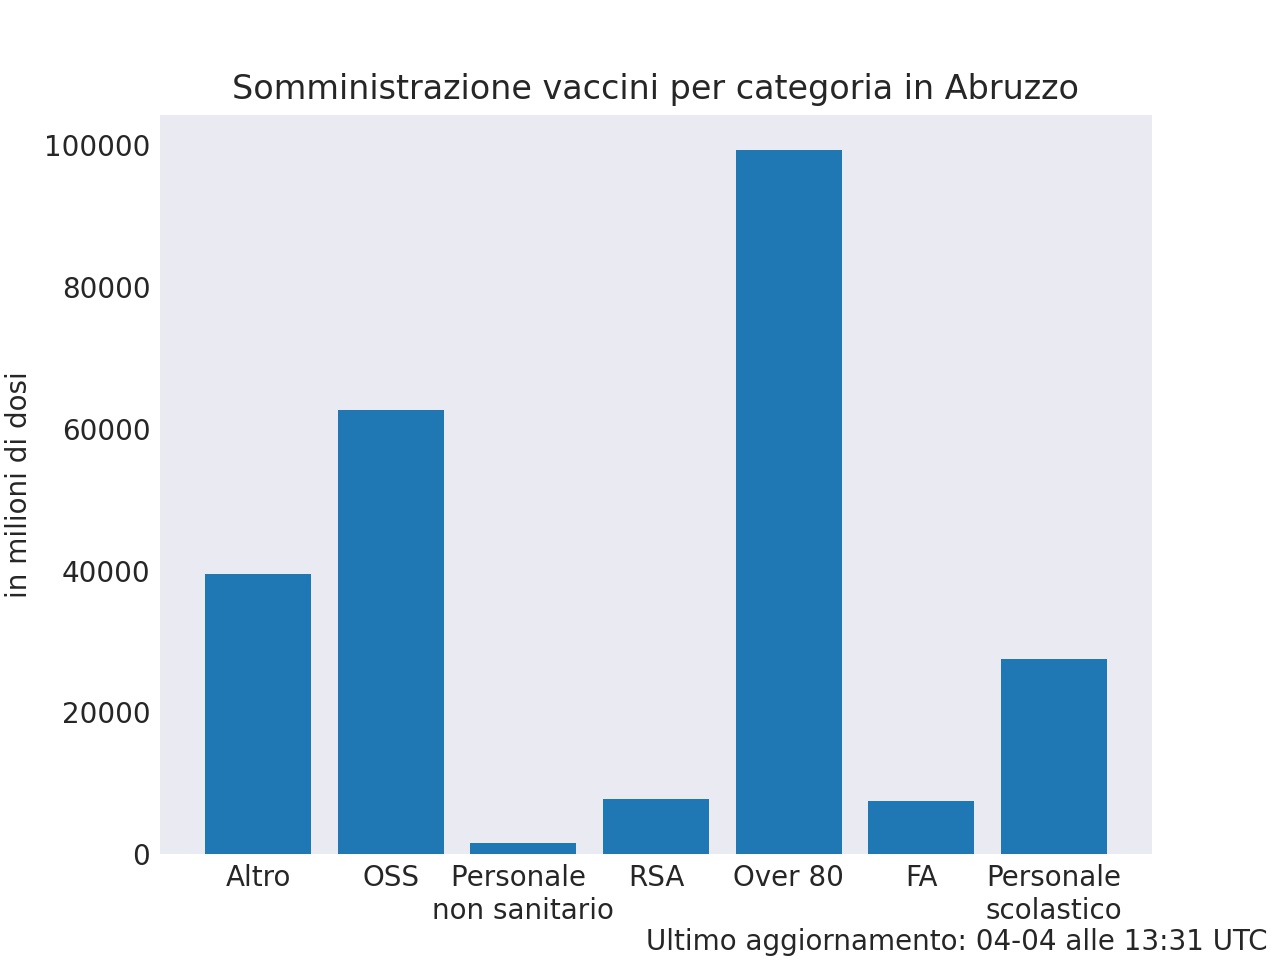 Somministrazione vaccini per categoria in Abruzzo
in milioni di dosi
100000
80000
60000
40000
20000
0
Altro OSS Personale RSA Over 80 FA Personale
non sanitario scolastico
Ultimo aggiornamento: 04-04 alle 13:31 UTC